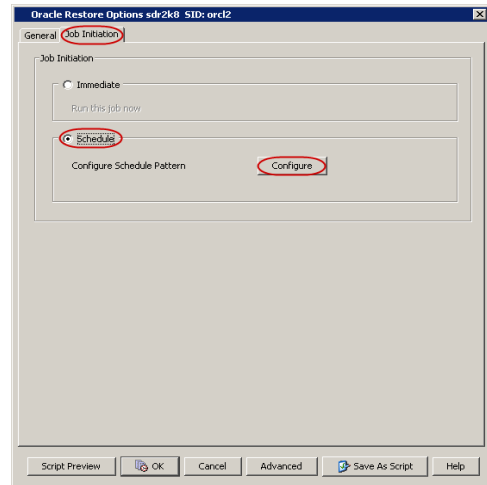 Oracle Restore Options sdr2k8 SID: orcl2
General Job Initiation
Job Initiation
Immediate
Run this job now
Schedule
Configure Schedule Pattern Configure
Script Preview OK Cancel Advanced Save As Script Help